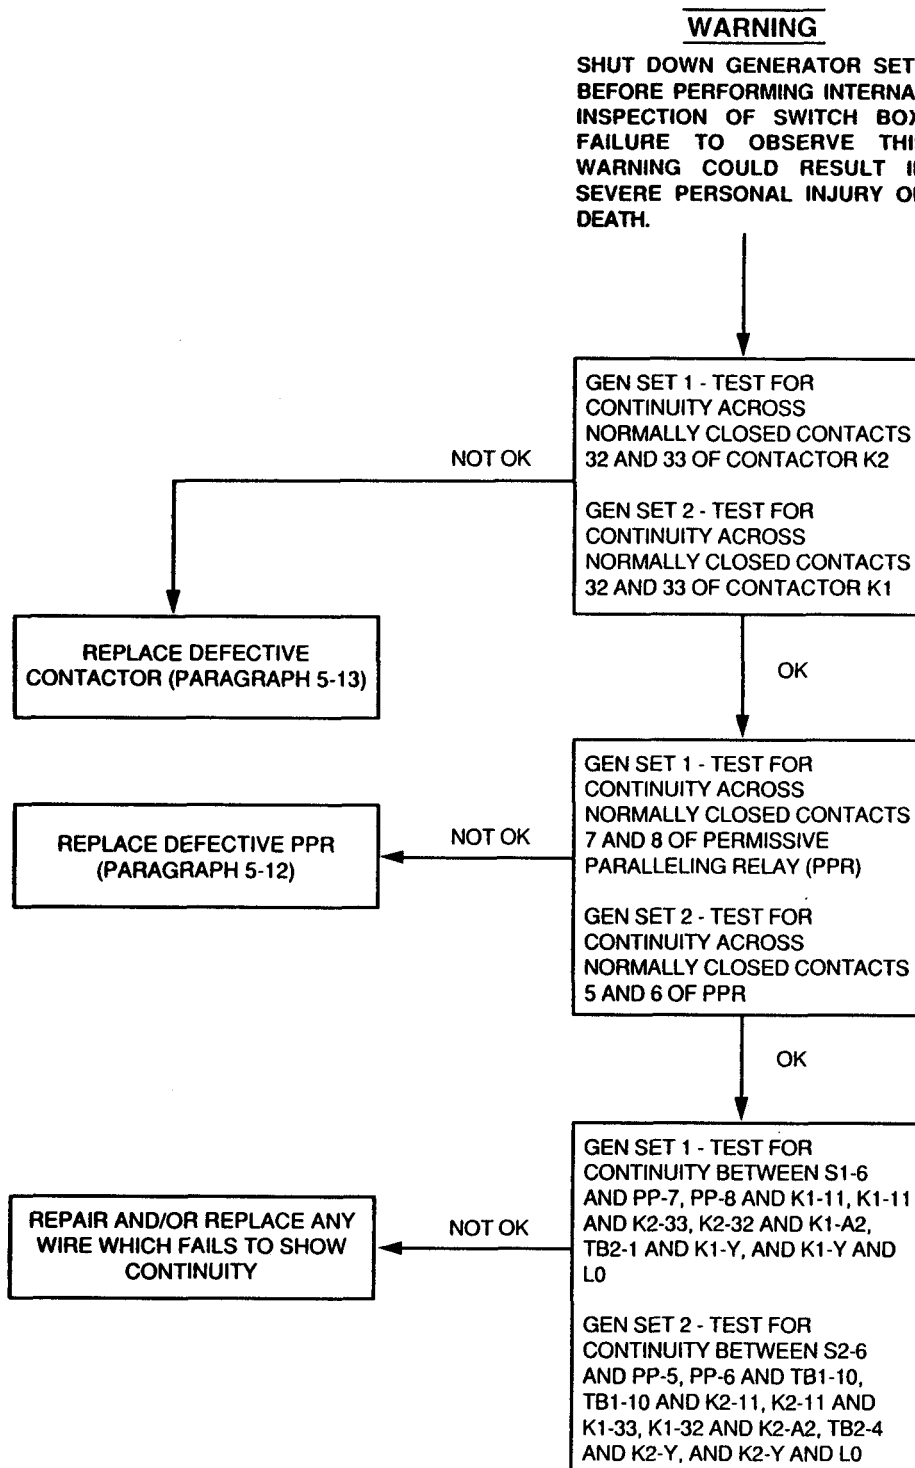 WARNING
SHUT DOWN GENERATOR SET
BEFORE PERFORMING INTERNA
INSPECTION OF SWITCH BOX
FAILURE TO OBSERVE THI
WARNING COULD RESULT I
SEVERE PERSONAL INJURY O
DEATH.
GEN SET 1 - TEST FOR
CONTINUITY ACROSS
NORMALLY CLOSED CONTACTS
32 AND 33 OF CONTACTOR K2
GEN SET 2 - TEST FOR
CONTINUITY ACROSS
NORMALLY CLOSED CONTACTS
32 AND 33 OF CONTACTOR K1
NOT OK
REPLACE DEFECTIVE
CONTACTOR (PARAGRAPH 5-13)
OK
GEN SET 1 - TEST FOR
CONTINUITY ACROSS
NORMALLY CLOSED CONTACTS
7 AND 8 OF PERMISSIVE
PARALLELING RELAY (PPR)
GEN SET 2 - TEST FOR
CONTINUITY ACROSS
NORMALLY CLOSED CONTACTS
5 AND 6 OF PPR
NOT OK
REPLACE DEFECTIVE PPR
(PARAGRAPH 5-12)
OK
GEN SET 1 - TEST FOR
CONTINUITY BETWEEN S1-6
AND PP-7, PP-8 AND K1-11, K1-11
AND K2-33, K2-32 AND K1-A2,
TB2-1 AND K1-Y, AND K1-Y AND
L0
GEN SET 2 - TEST FOR
CONTINUITY BETWEEN S2-6
AND PP-5, PP-6 AND TB1-10,
TB1-10 AND K2-11, K2-11 AND
K1-33, K1-32 AND K2-A2, TB2-4
AND K2-Y, AND K2-Y AND L0
NOT OK
REPAIR AND/OR REPLACE ANY
WIRE WHICH FAILS TO SHOW
CONTINUITY